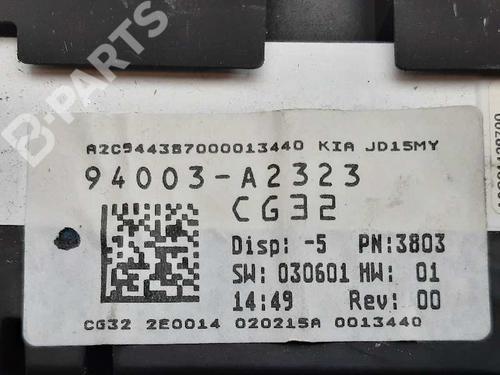 B-PARTS
A2C94438700013440 KIA JD15MY
94003-A2323
CG32
Disp: -5 PN:3803
SW: 030601 HW: 01
14:49 Rev: 00
CG32 2E0014 020215A 0013440